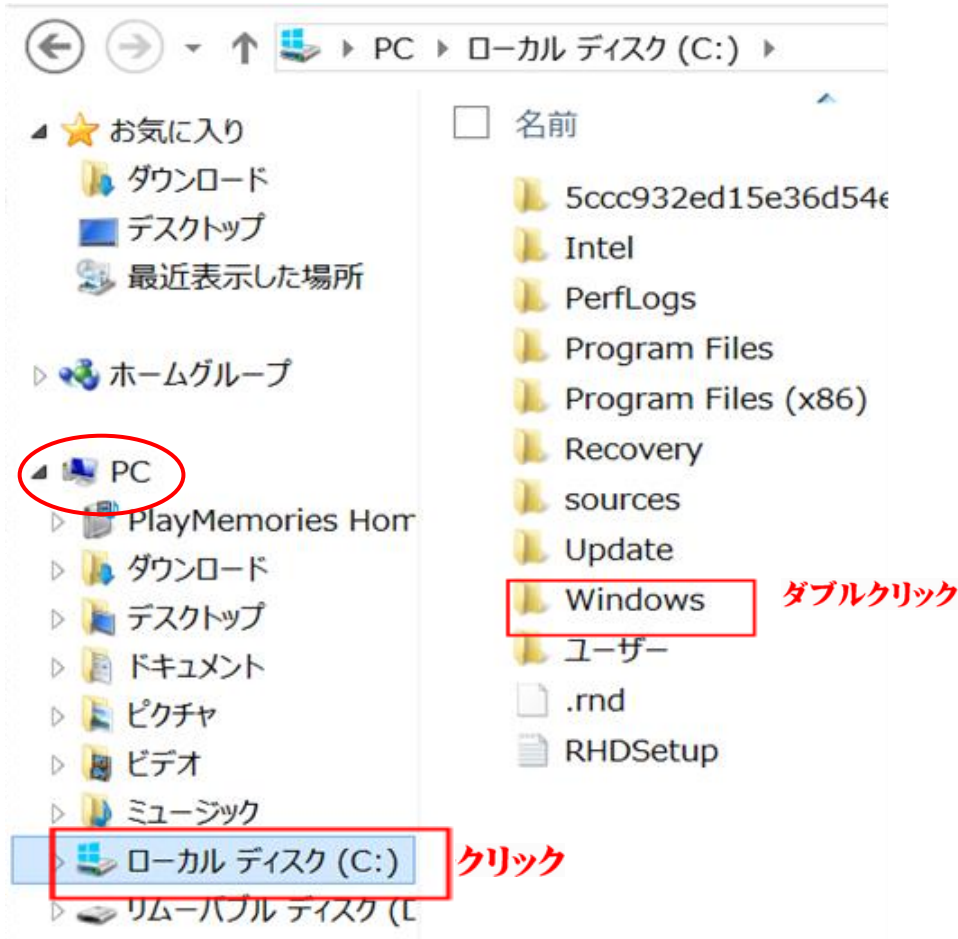 PC ローカル ディスク (C:)
お気に入り
ダウンロード
デスクトップ
最近表示した場所
ホームグループ
PC
PlayMemories Hom
ダウンロード
デスクトップ
ドキュメント
ピクチャ
ビデオ
ミュージック
ローカル ディスク (C:)
クリック
リムーバブル ディスク (D
名前
5ccc932ed15e36d54e
Intel
PerfLogs
Program Files
Program Files (x86)
Recovery
sources
Update
Windows
ダブルクリック
ユーザー
.rnd
RHDSetup